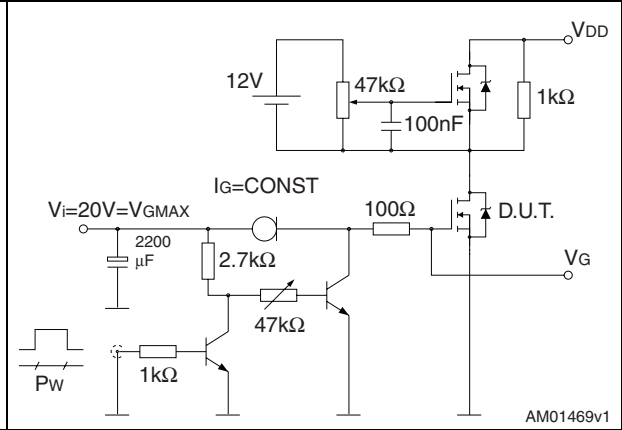 VDD
12V
47kΩ
1kΩ
100nF
IG=CONST
Vi=20V=VGMAX
100Ω
D.U.T.
2200
μF
2.7kΩ
VG
47kΩ
1kΩ
PW
AM01469v1